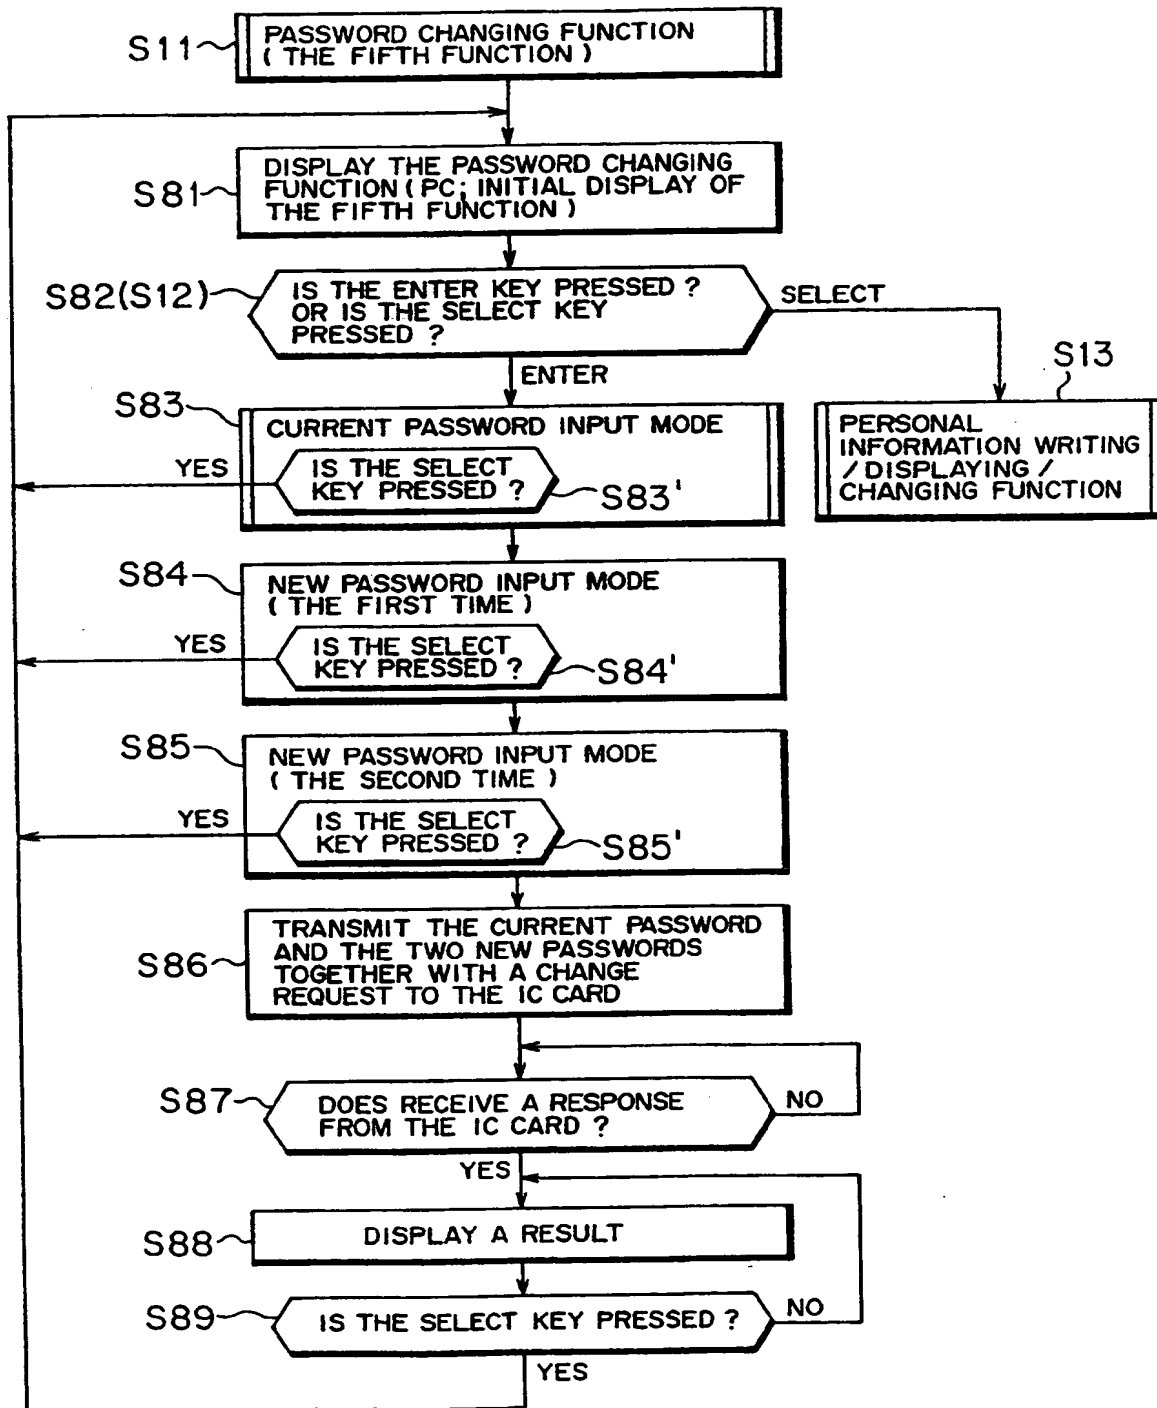 S11
PASSWORD CHANGING FUNCTION
( THE FIFTH FUNCTION )
S81
DISPLAY THE PASSWORD CHANGING
FUNCTION ( PC; INITIAL DISPLAY OF
THE FIFTH FUNCTION )
S82(S12)
IS THE ENTER KEY PRESSED ?
OR IS THE SELECT KEY
PRESSED ?
SELECT
ENTER
S13
PERSONAL
INFORMATION WRITING
/ DISPLAYING /
CHANGING FUNCTION
S83
CURRENT PASSWORD INPUT MODE
YES
IS THE SELECT
KEY PRESSED ?
S83'
S84
NEW PASSWORD INPUT MODE
( THE FIRST TIME )
YES
IS THE SELECT
KEY PRESSED ?
S84'
S85
NEW PASSWORD INPUT MODE
( THE SECOND TIME )
YES
IS THE SELECT
KEY PRESSED ?
S85'
S86
TRANSMIT THE CURRENT PASSWORD
AND THE TWO NEW PASSWORDS
TOGETHER WITH A CHANGE
REQUEST TO THE IC CARD
S87
DOES RECEIVE A RESPONSE
FROM THE IC CARD ?
NO
YES
S88
DISPLAY A RESULT
S89
IS THE SELECT KEY PRESSED ?
NO
YES